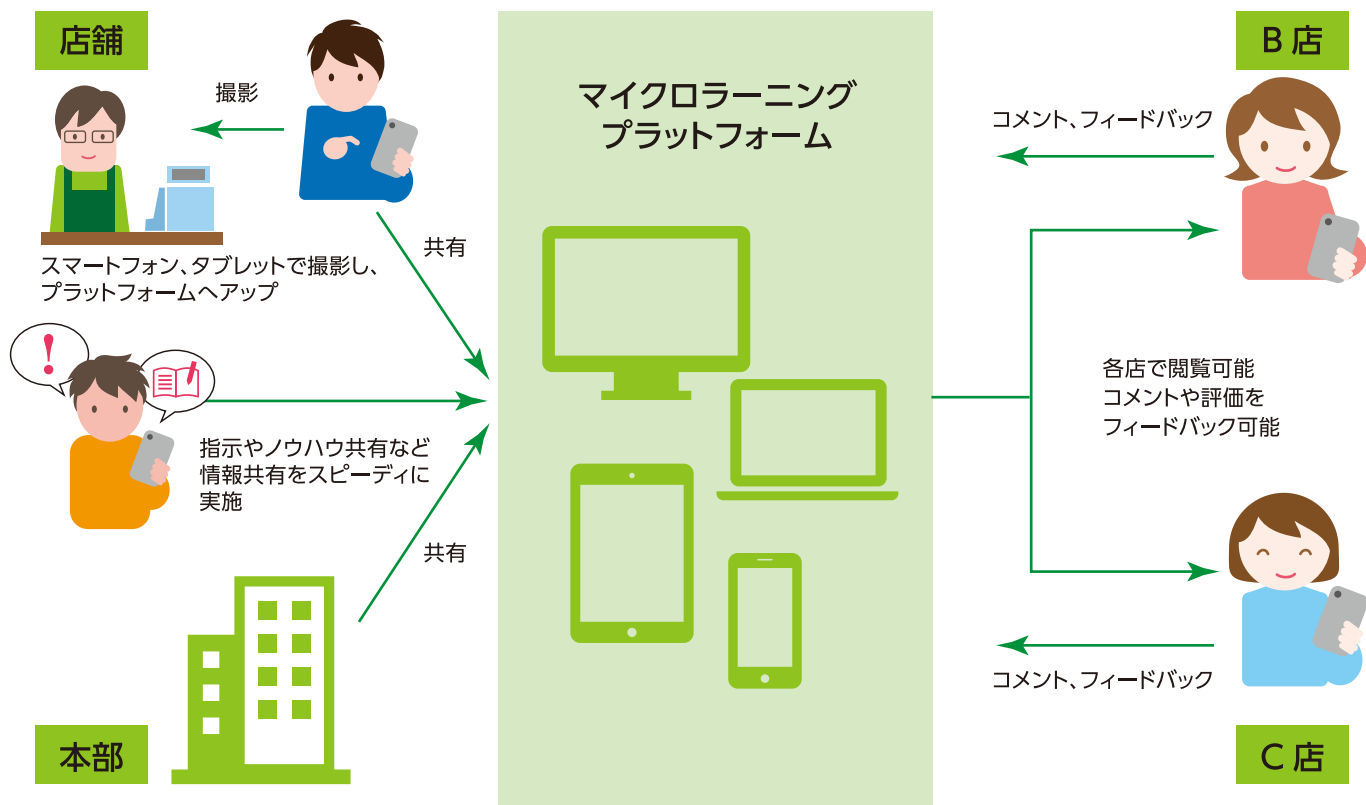 店舗
撮影
スマートフォン、タブレットで撮影し、
プラットフォームへアップ
共有
!
指示やノウハウ共有など
情報共有をスピーディに
実施
共有
本部
マイクロラーニング
プラットフォーム
B店
コメント、フィードバック
各店で閲覧可能
コメントや評価を
フィードバック可能
コメント、フィードバック
C店